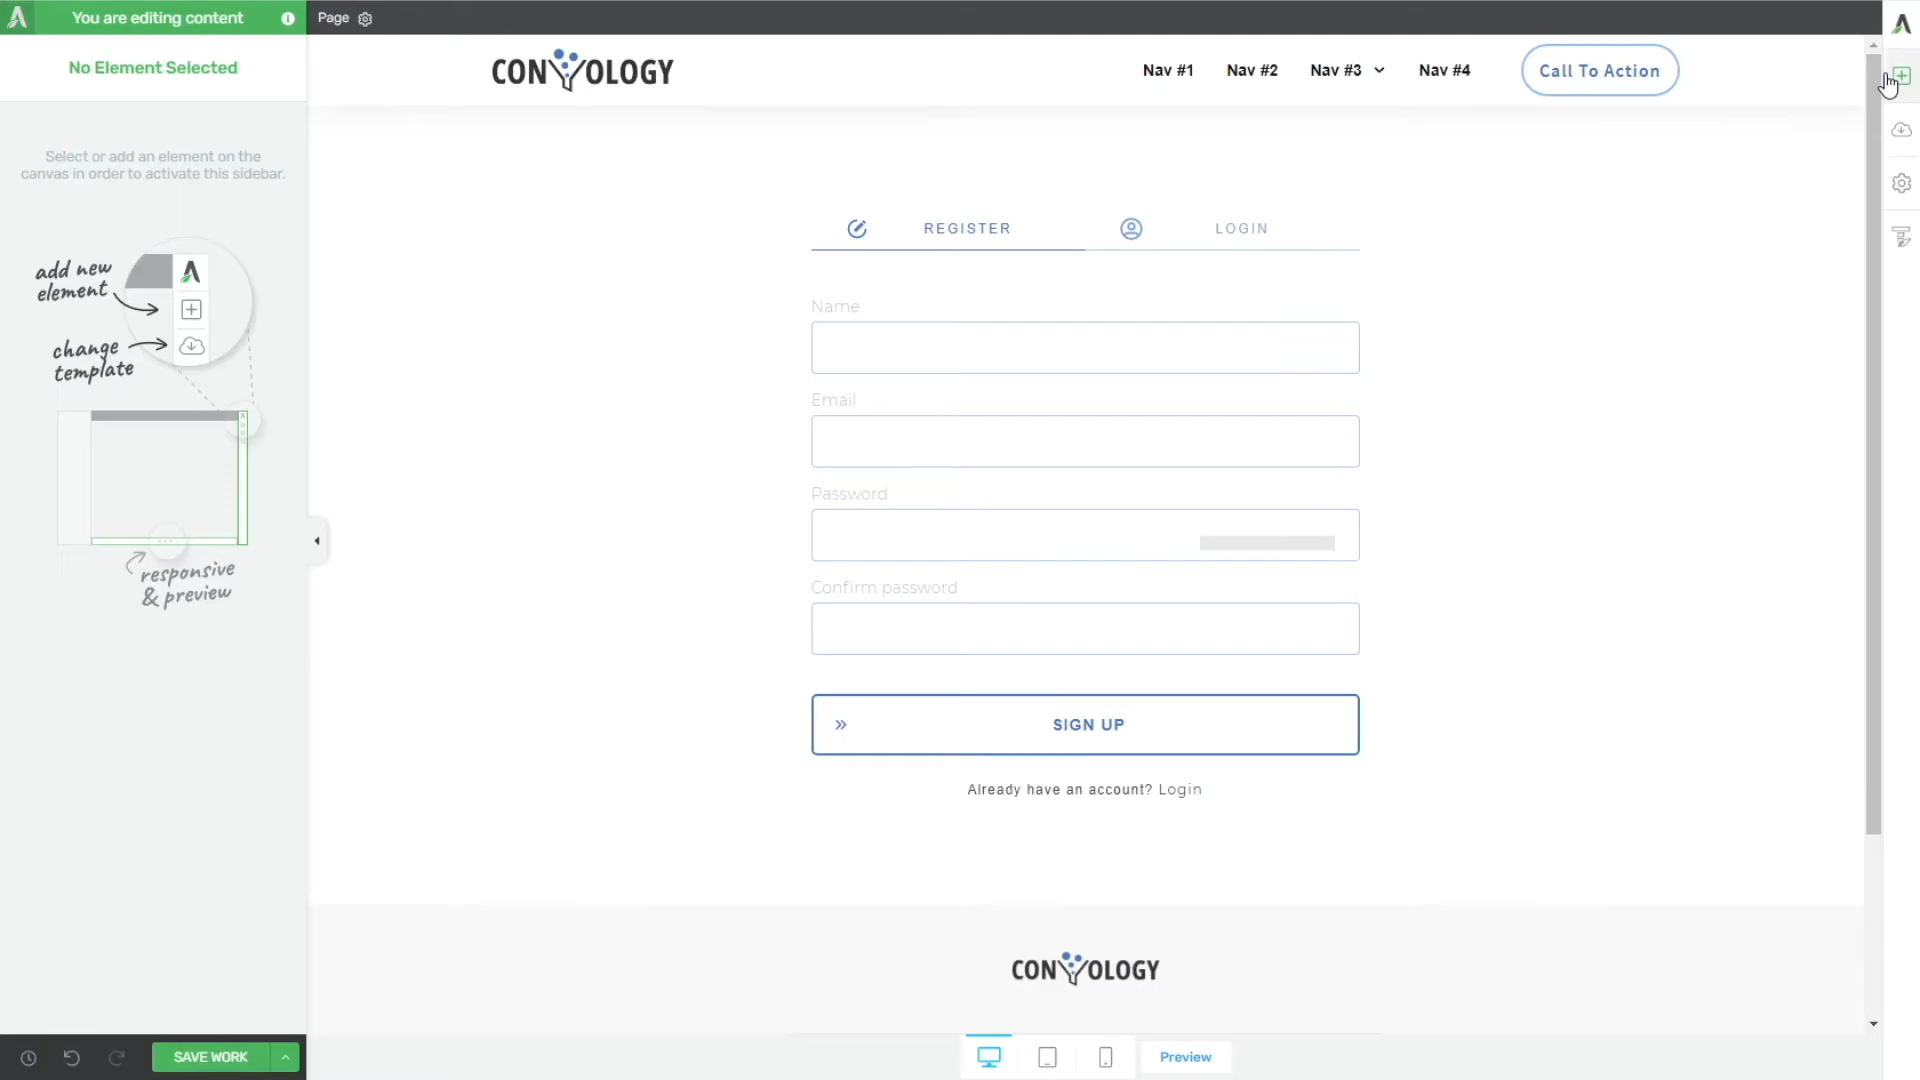 You are editing content
Page
No Element Selected
CONVOLOGY
Nav #1
Nav #2
Nav #3
Nav #4
Call To Action
Select or add an element on the
canvas in order to activate this sidebar.
REGISTER
LOGIN
add new
element
change
template
responsive
& preview
Name
Email
Password
Confirm password
SIGN UP
Already have an account? Login
CONVOLOGY
SAVE WORK
Preview